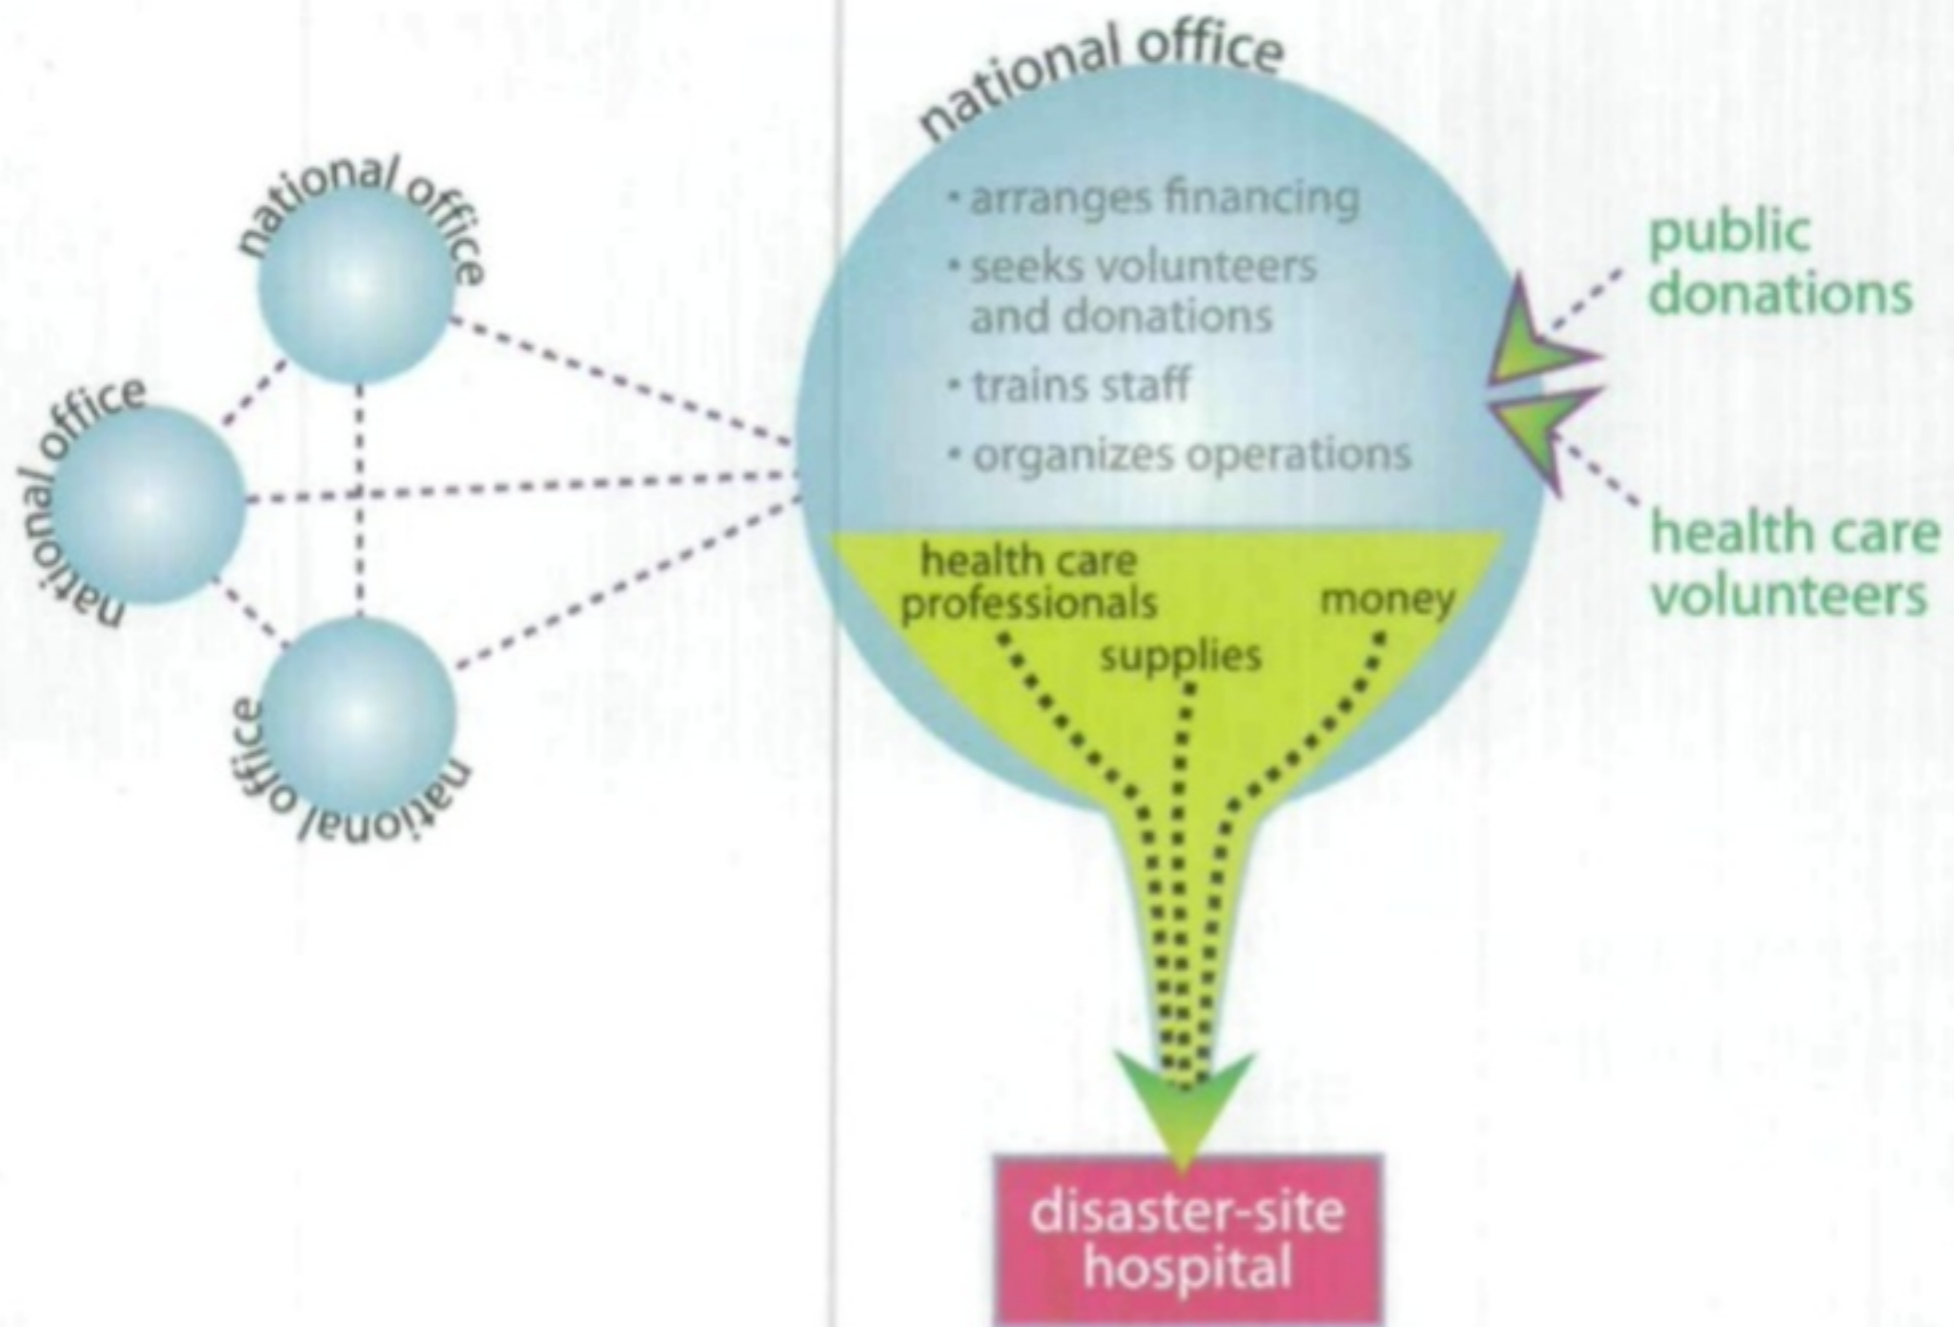 national office
national office
national office
national office
• arranges financing
• seeks volunteers
and donations
• trains staff
• organizes operations
public
donations
health care
volunteers
health care
professionals
supplies
money
disaster-site
hospital